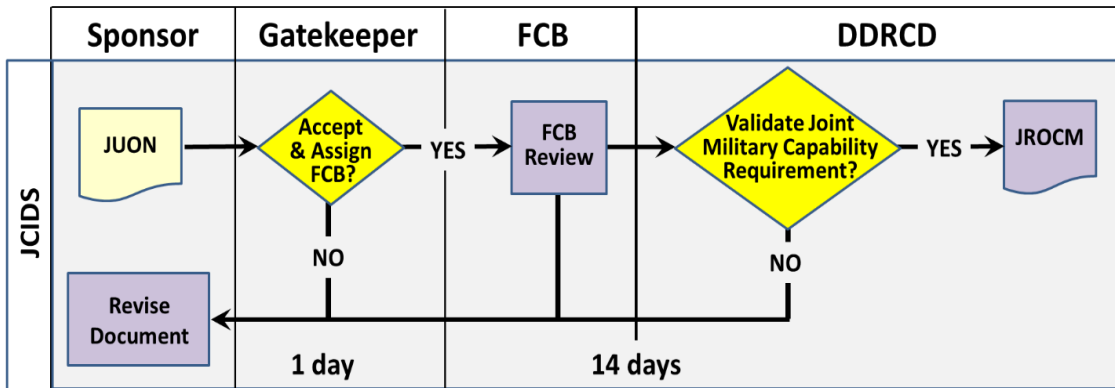 Sponsor
Gatekeeper
FCB
DDRCD
JCIDS
JUON
Accept
& Assign
FCB?
YES
FCB
Review
Validate Joint
Military Capability
Requirement?
YES
JROCM
NO
NO
Revise
Document
1 day
14 days